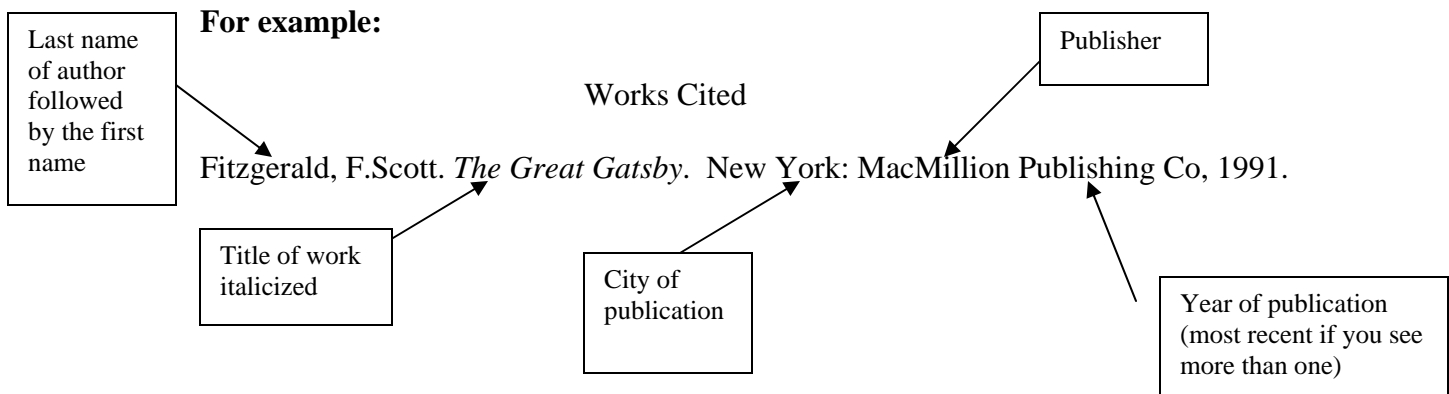 For example:
Last name
of author
followed
by the first
name
Publisher
Works Cited
Fitzgerald, F.Scott. The Great Gatsby.  New York: MacMillion Publishing Co, 1991.
Title of work
italicized
City of
publication
Year of publication
(most recent if you see
more than one)